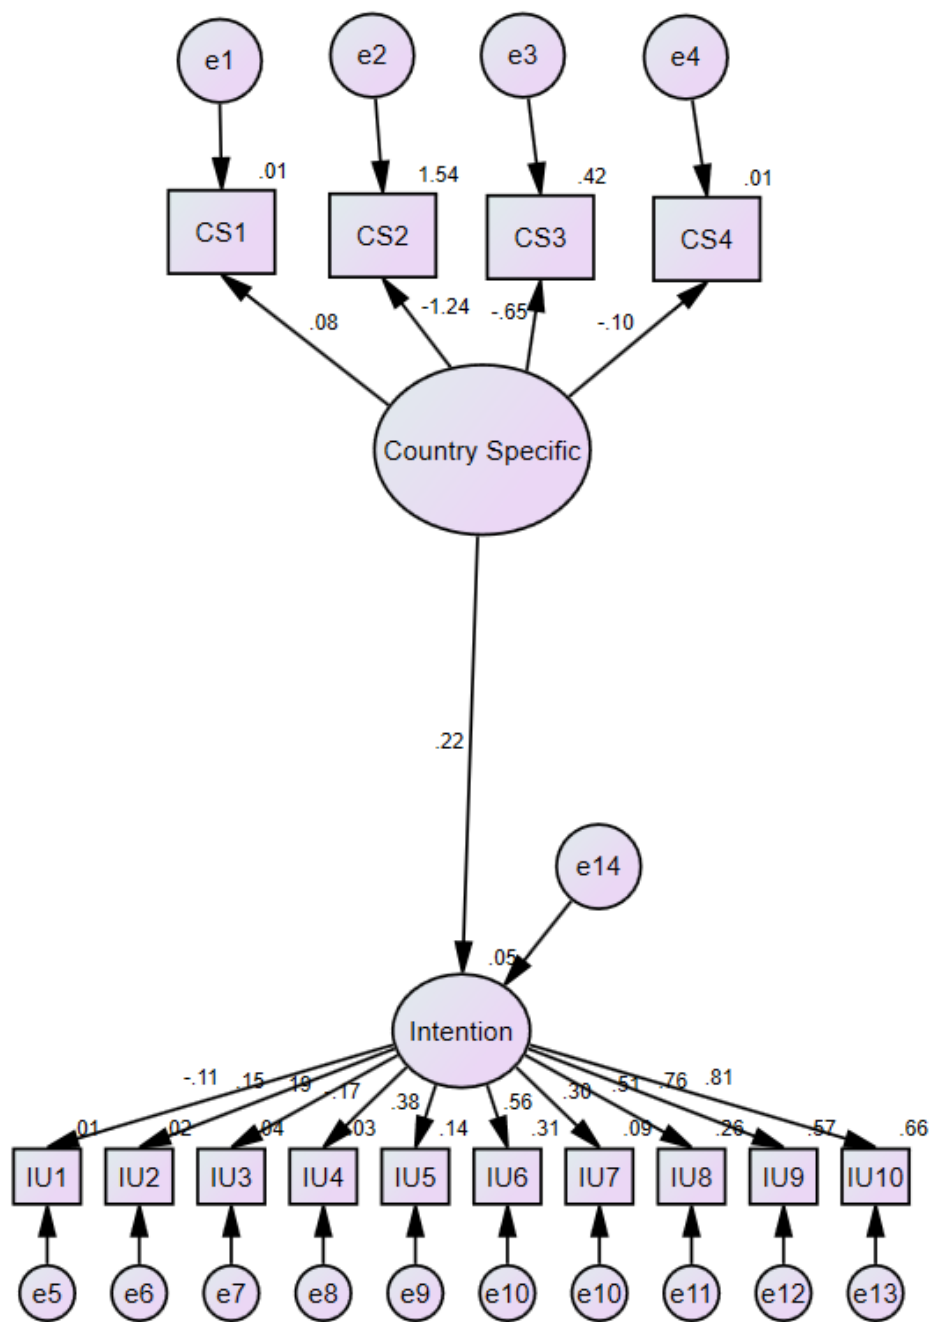 e1 e2 e3 e4
.01 1.54 .42 .01
CS1 CS2 CS3 CS4
.08 -1.24 -.65 -.10
Country Specific
.22
e14
.05
Intention
-.11 .15 .19 .17 .38 .56 .30 .51 .76 .81
.01 .02 .04 .03 .14 .31 .09 .26 .57 .66
IU1 IU2 IU3 IU4 IU5 IU6 IU7 IU8 IU9 IU10
e5 e6 e7 e8 e9 e10 e10 e11 e12 e13